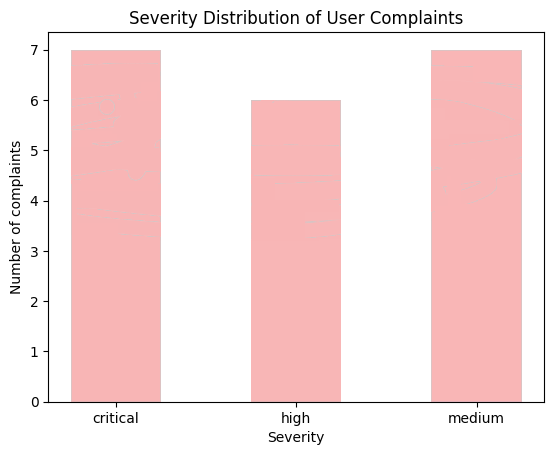 Severity Distribution of User Complaints
7
6
5
4
3
2
1
0
Number of complaints
critical high medium
Severity